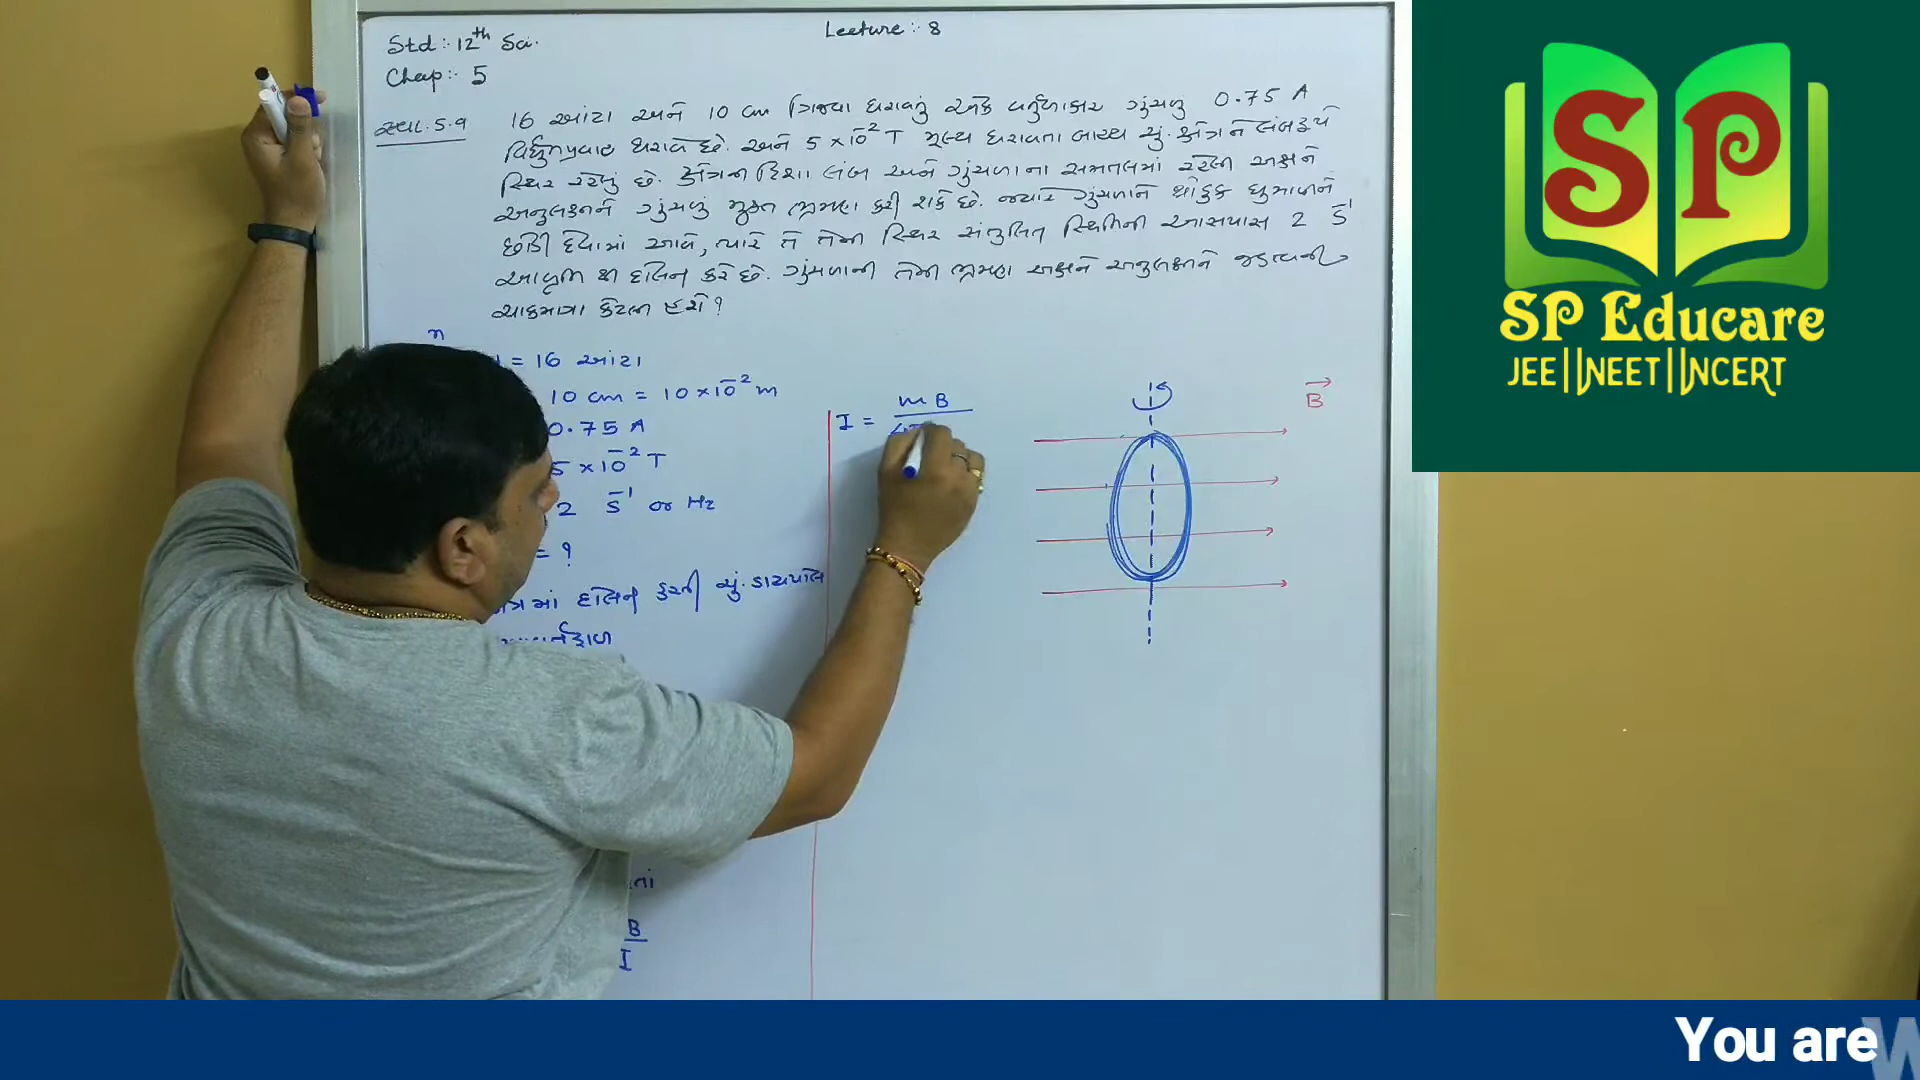 Std :- 12th Sci.
Lecture :- 8
Chap :- 5
સ્વા. 5.9 16 આંટા અને 10 cm ત્રિજ્યા ધરાવતું એક વર્તુળાકાર ગુંચળુ 0.75 A
વિદ્યુતપ્રવાહ ધરાવે છે. અને 5 × 10⁻² T મૂલ્ય ધરાવતા બાહ્ય ચું. ક્ષેત્રને લંબરૂપે
સ્થિર રહેલું છે. ક્ષેત્રની દિશા લંબ અને ગુંચળાના સમતલમાં રહેલી અક્ષને
અનુલક્ષીને ગુંચળું મુક્ત ભ્રમણ કરી શકે છે. જ્યારે ગુંચળાને થોડુક ઘુમાવીને
છોડી દેવામાં આવે, ત્યારે તે તેની સ્થિર સંતુલિત સ્થિતિની આસપાસ 2 S⁻¹
આવૃત્તિ થી દોલિત કરે છે. ગુંચળાની તેની ભ્રમણ અક્ષને અનુલક્ષીને જડત્વની
ચાકમાત્રા કેટલી હશે ?
n
= 16 આંટા
10 cm = 10 × 10⁻² m
0.75 A
5 × 10⁻² T
2 S⁻¹ or Hz
= ?
દોલિત કરતી ચું. ડાયપોલ
B
I
I = mB
B
SP
SP Educare
JEE||NEET||NCERT
You are